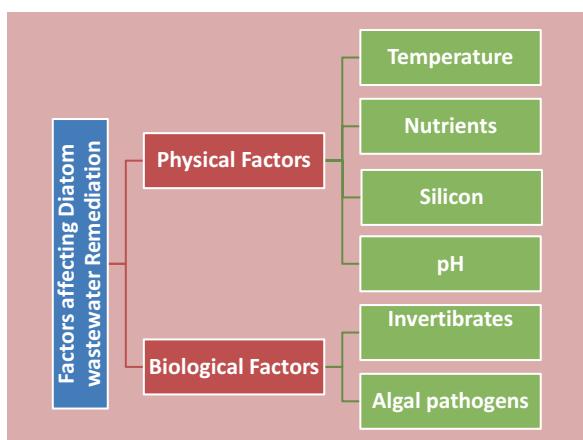 Factors affecting Diatom
wastewater Remediation
Physical Factors
Temperature
Nutrients
Silicon
pH
Biological Factors
Invertibrates
Algal pathogens